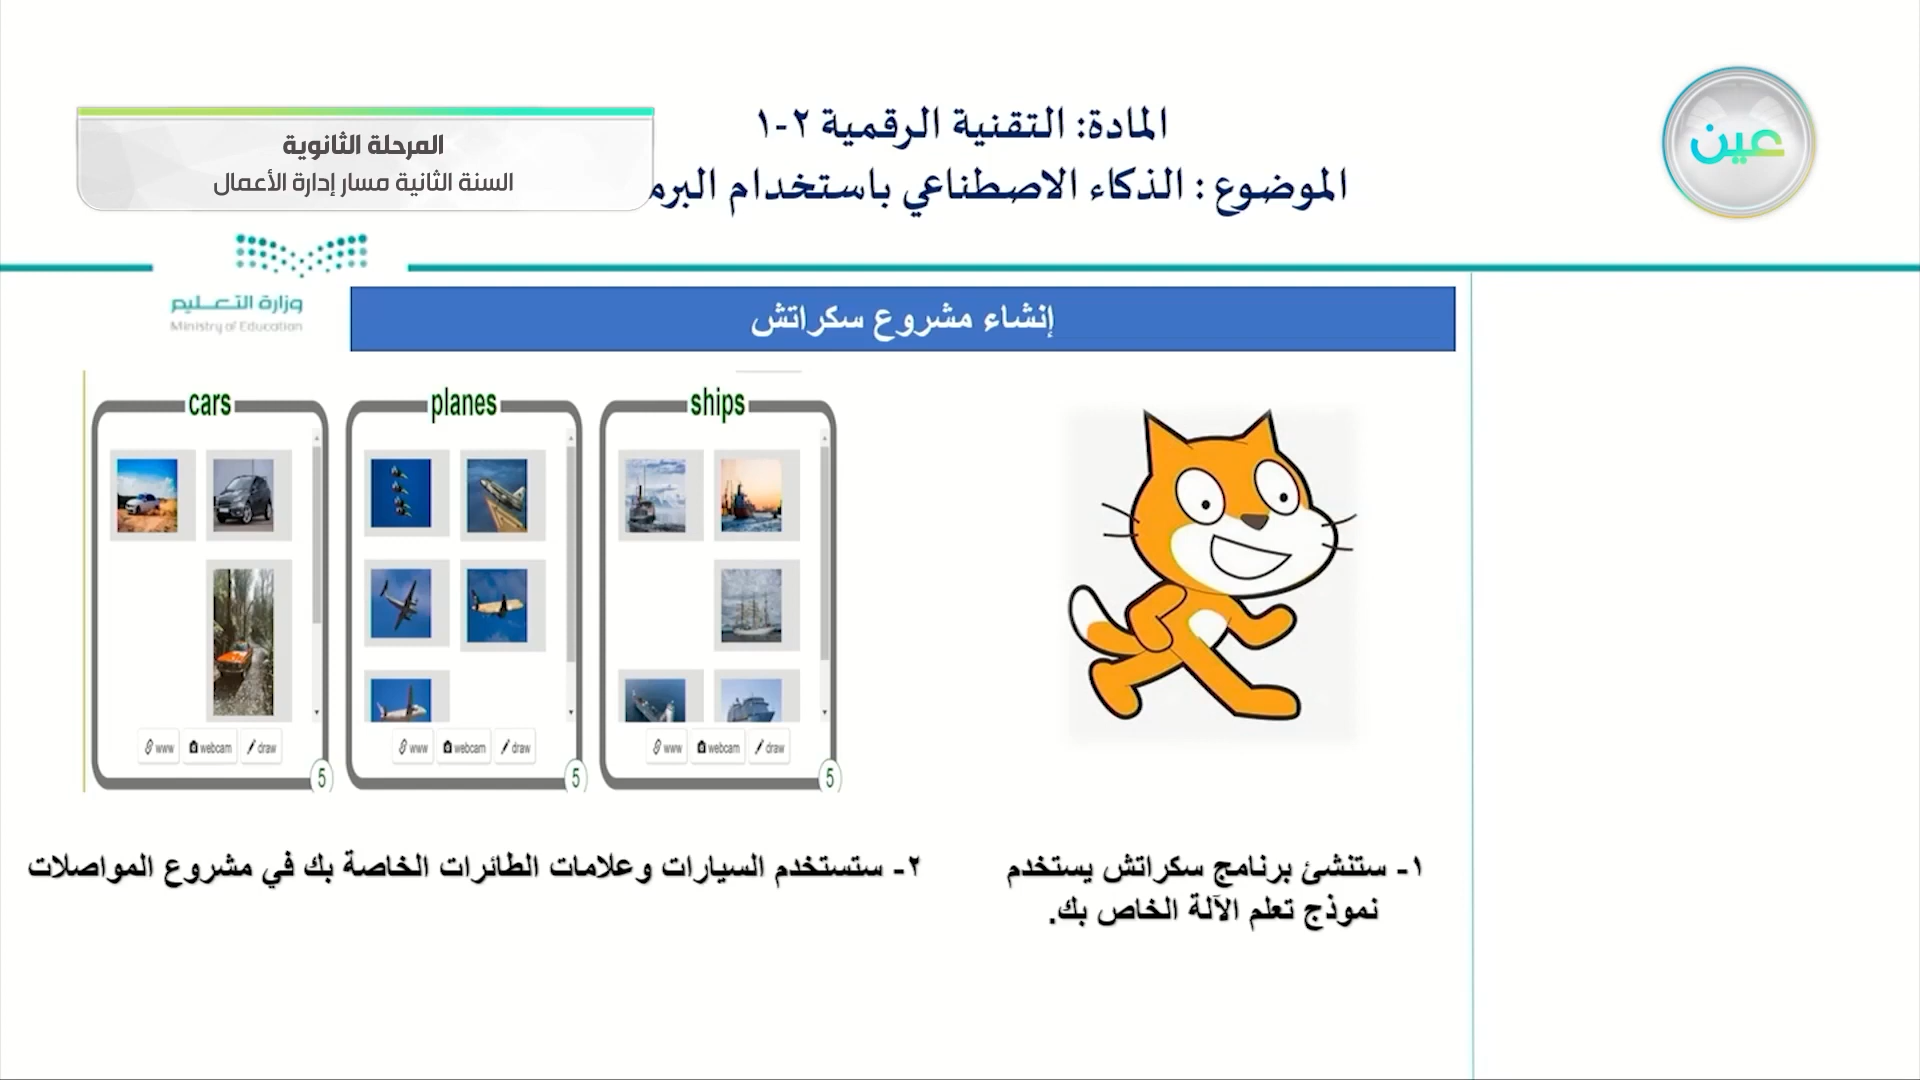 عين
المادة: التقنية الرقمية ٢-١
الموضوع : الذكاء الاصطناعي باستخدام
المرحلة الثانوية
السنة الثانية مسار إدارة الأعمال
وزارة التعليم
Ministry of Education
إنشاء مشروع سكراتش
cars
planes
ships
www webcam draw
5
www webcam draw
5
www webcam draw
5
١- ستنشئ برنامج سكراتش يستخدم
نموذج تعلم الآلة الخاص بك.
٢- ستستخدم السيارات وعلامات الطائرات الخاصة بك في مشروع المواصلات